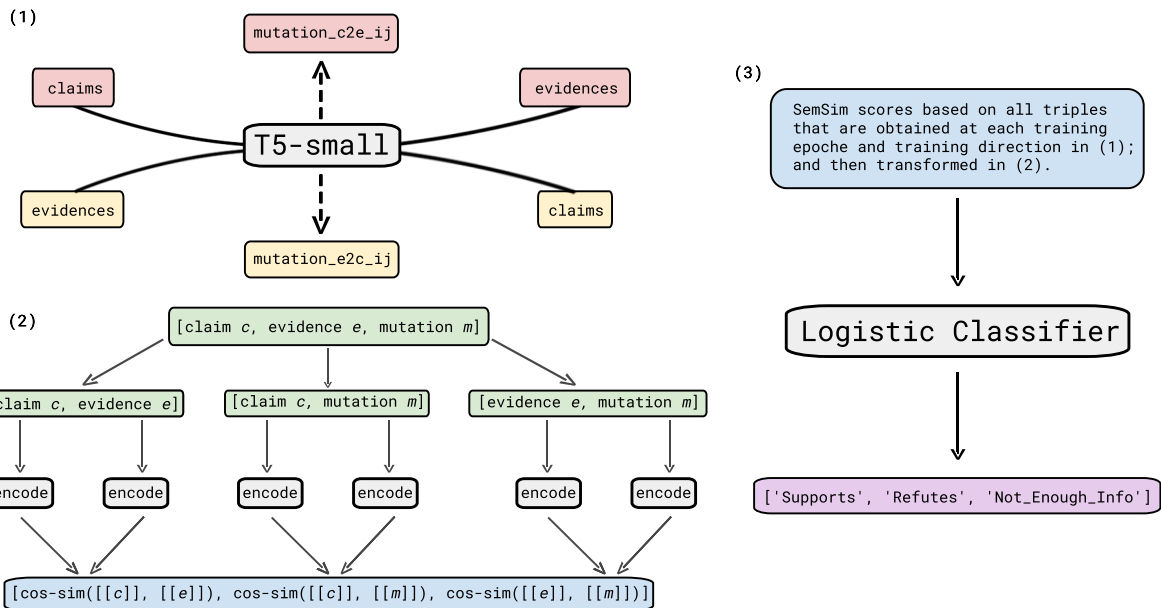 (1)
mutation_c2e_ij
claims
evidences
T5-small
evidences
claims
mutation_e2c_ij
(2)
[claim c, evidence e, mutation m]
claim c, evidence e]
[claim c, mutation m]
[evidence e, mutation m]
encode
encode
encode
encode
encode
encode
[cos-sim([[c]], [[e]]), cos-sim([[c]], [[m]]), cos-sim([[e]], [[m]])]
(3)
SemSim scores based on all triples
that are obtained at each training
epoche and training direction in (1);
and then transformed in (2).
Logistic Classifier
['Supports', 'Refutes', 'Not_Enough_Info']